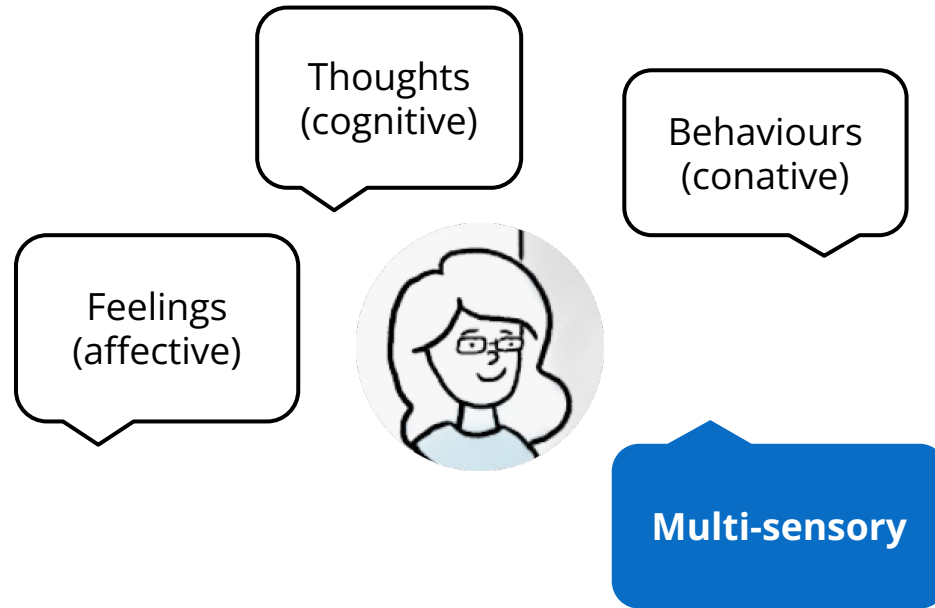 Thoughts
(cognitive)
Behaviours
(conative)
Feelings
(affective)
Multi-sensory